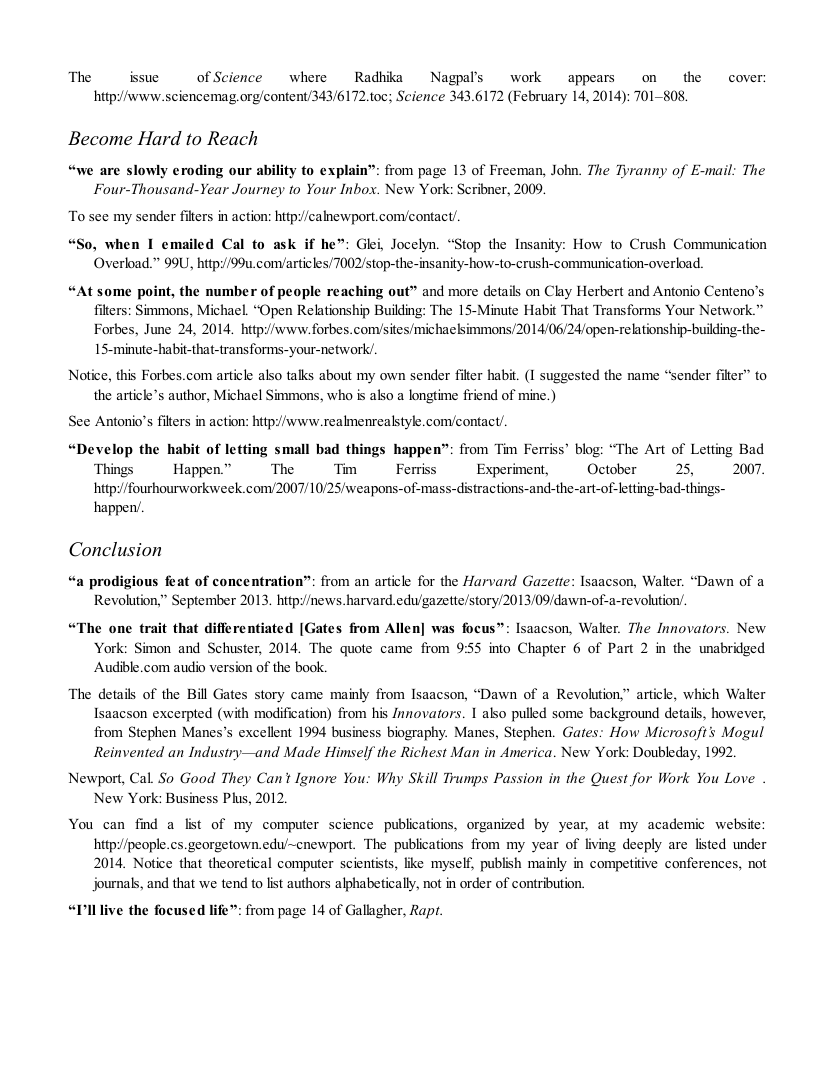 The issue of Science where Radhika Nagpal’s work appears on the cover:
http://www.sciencemag.org/content/343/6172.toc; Science 343.6172 (February 14, 2014): 701–808.
Become Hard to Reach
“we are slowly eroding our ability to explain”: from page 13 of Freeman, John. The Tyranny of E-mail: The
Four-Thousand-Year Journey to Your Inbox. New York: Scribner, 2009.
To see my sender filters in action: http://calnewport.com/contact/.
“So, when I emailed Cal to ask if he”: Glei, Jocelyn. “Stop the Insanity: How to Crush Communication
Overload.” 99U, http://99u.com/articles/7002/stop-the-insanity-how-to-crush-communication-overload.
“At some point, the number of people reaching out” and more details on Clay Herbert and Antonio Centeno’s
filters: Simmons, Michael. “Open Relationship Building: The 15-Minute Habit That Transforms Your Network.”
Forbes, June 24, 2014. http://www.forbes.com/sites/michaelsimmons/2014/06/24/open-relationship-building-the-
15-minute-habit-that-transforms-your-network/.
Notice, this Forbes.com article also talks about my own sender filter habit. (I suggested the name “sender filter” to
the article’s author, Michael Simmons, who is also a longtime friend of mine.)
See Antonio’s filters in action: http://www.realmenrealstyle.com/contact/.
“Develop the habit of letting small bad things happen”: from Tim Ferriss’ blog: “The Art of Letting Bad
Things Happen.” The Tim Ferriss Experiment, October 25, 2007.
http://fourhourworkweek.com/2007/10/25/weapons-of-mass-distractions-and-the-art-of-letting-bad-things-
happen/.
Conclusion
“a prodigious feat of concentration”: from an article for the Harvard Gazette: Isaacson, Walter. “Dawn of a
Revolution,” September 2013. http://news.harvard.edu/gazette/story/2013/09/dawn-of-a-revolution/.
“The one trait that differentiated [Gates from Allen] was focus”: Isaacson, Walter. The Innovators. New
York: Simon and Schuster, 2014. The quote came from 9:55 into Chapter 6 of Part 2 in the unabridged
Audible.com audio version of the book.
The details of the Bill Gates story came mainly from Isaacson, “Dawn of a Revolution,” article, which Walter
Isaacson excerpted (with modification) from his Innovators. I also pulled some background details, however,
from Stephen Manes’s excellent 1994 business biography. Manes, Stephen. Gates: How Microsoft’s Mogul
Reinvented an Industry—and Made Himself the Richest Man in America. New York: Doubleday, 1992.
Newport, Cal. So Good They Can’t Ignore You: Why Skill Trumps Passion in the Quest for Work You Love .
New York: Business Plus, 2012.
You can find a list of my computer science publications, organized by year, at my academic website:
http://people.cs.georgetown.edu/~cnewport. The publications from my year of living deeply are listed under
2014. Notice that theoretical computer scientists, like myself, publish mainly in competitive conferences, not
journals, and that we tend to list authors alphabetically, not in order of contribution.
“I’ll live the focused life”: from page 14 of Gallagher, Rapt.